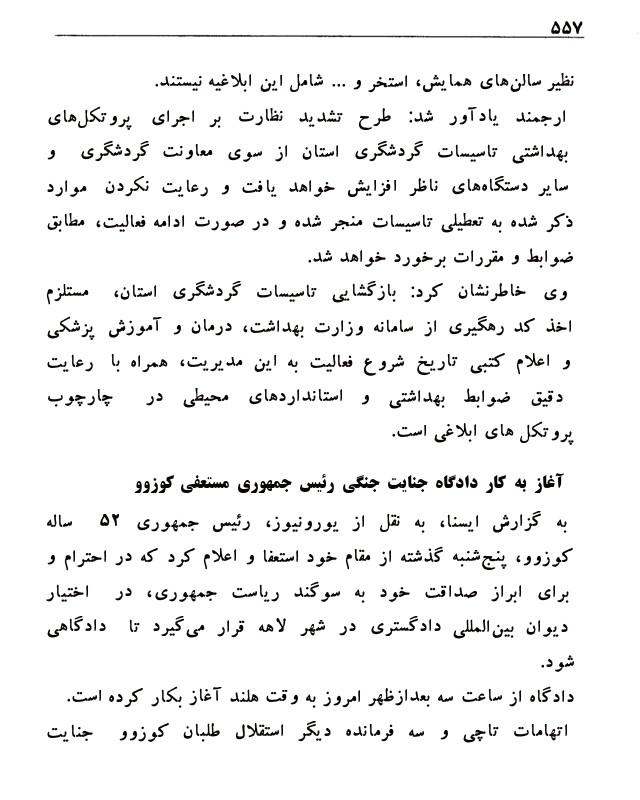 ۵۵۷
نظیر سالن‌های همایش، استخر و ... شامل این ابلاغیه نیستند.
ارجمند یادآور شد: طرح تشدید نظارت بر اجرای پروتکل‌های
بهداشتی تاسیسات گردشگری استان از سوی معاونت گردشگری و
سایر دستگاه‌های ناظر افزایش خواهد یافت و رعایت نکردن موارد
ذکر شده به تعطیلی تاسیسات منجر شده و در صورت ادامه فعالیت، مطابق
ضوابط و مقررات برخورد خواهد شد.
وی خاطرنشان کرد: بازگشایی تاسیسات گردشگری استان، مستلزم
اخذ کد رهگیری از سامانه وزارت بهداشت، درمان و آموزش پزشکی
و اعلام کتبی تاریخ شروع فعالیت به این مدیریت، همراه با رعایت
دقیق ضوابط بهداشتی و استانداردهای محیطی در چارچوب
پروتکل های ابلاغی است.
آغاز به کار دادگاه جنایت جنگی رئیس جمهوری مستعفی کوزوو
به گزارش ایسنا، به نقل از یورونیوز، رئیس جمهوری ۵۲ ساله
کوزوو، پنج‌شنبه گذشته از مقام خود استعفا و اعلام کرد که در احترام و
برای ابراز صداقت خود به سوگند ریاست جمهوری، در اختیار
دیوان بین‌المللی دادگستری در شهر لاهه قرار می‌گیرد تا دادگاهی
شود.
دادگاه از ساعت سه بعدازظهر امروز به وقت هلند آغاز بکار کرده است.
اتهامات تاچی و سه فرمانده دیگر استقلال طلبان کوزوو جنایت